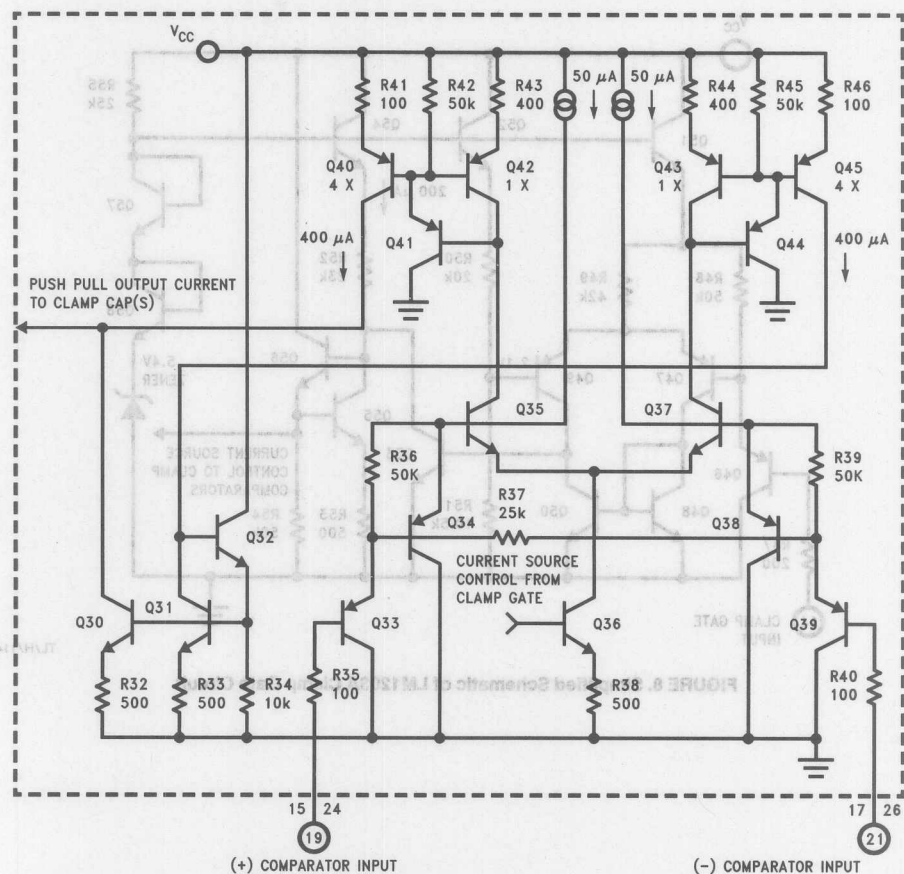 VCC
R41
100
R42
50k
R43
400
50 µA
50 µA
R44
400
R45
50k
R46
100
Q40
4 X
Q42
1 X
Q43
1 X
Q45
4 X
Q41
Q44
400 µA
400 µA
PUSH PULL OUTPUT CURRENT
TO CLAMP CAP(S)
Q35
Q37
R36
50K
R39
50K
R37
25k
Q34
Q38
Q32
CURRENT SOURCE
CONTROL FROM
CLAMP GATE
Q30
Q31
Q33
Q36
Q39
R32
500
R33
500
R34
10k
R35
100
R38
500
R40
100
15
24
17
26
19
21
(+) COMPARATOR INPUT
(−) COMPARATOR INPUT